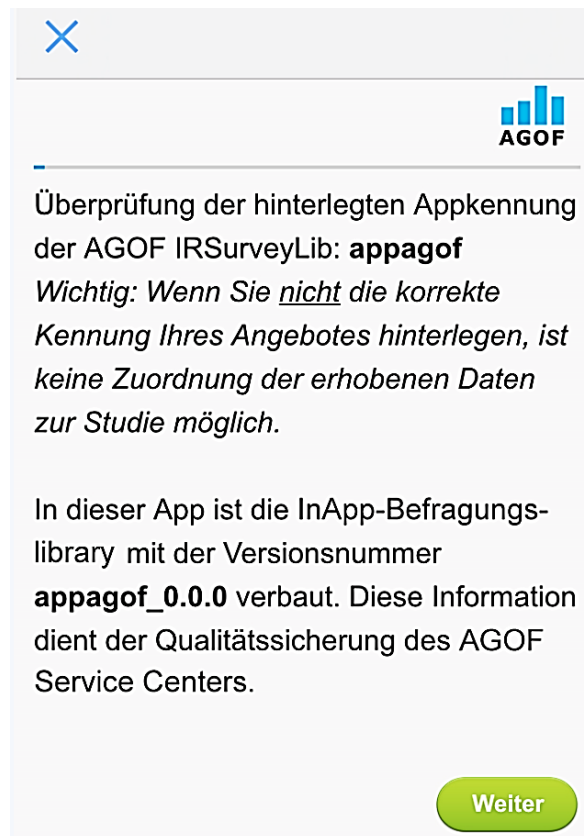 AGOF
Überprüfung der hinterlegten Appkennung
der AGOF IRSurveyLib: appagof
Wichtig: Wenn Sie nicht die korrekte
Kennung Ihres Angebotes hinterlegen, ist
keine Zuordnung der erhobenen Daten
zur Studie möglich.
In dieser App ist die InApp-Befragungs-
library mit der Versionsnummer
appagof_0.0.0 verbaut. Diese Information
dient der Qualitätssicherung des AGOF
Service Centers.
Weiter